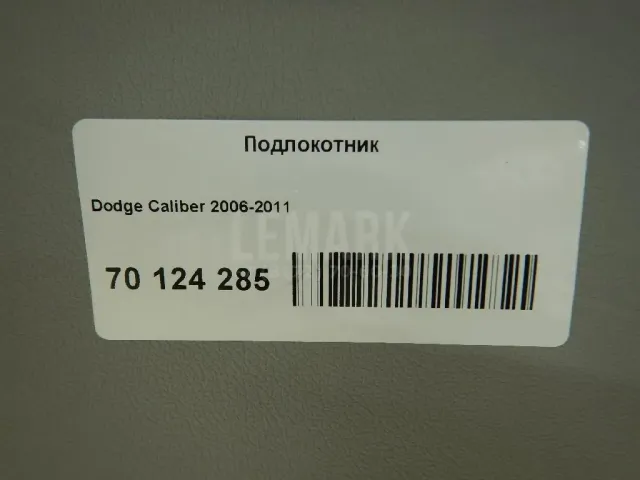 Подлокотник
Dodge Caliber 2006-2011
LEMARK
70 124 285